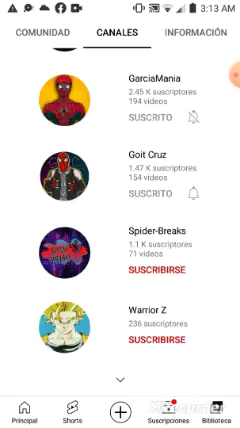 3:13 AM
COMUNIDAD CANALES INFORMACIÓN
GarciaMania
2.45 K suscriptores
194 videos
SUSCRITO
Goit Cruz
1.47 K suscriptores
154 videos
SUSCRITO
Spider-Breaks
1.1 K suscriptores
71 videos
SUSCRIBIRSE
Warrior Z
236 suscriptores
SUSCRIBIRSE
Principal Shorts Suscripciones Biblioteca